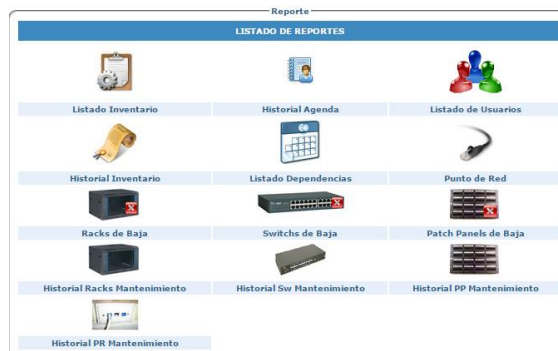 Reporte
LISTADO DE REPORTES
Listado Inventario
Historial Agenda
Listado de Usuarios
Historial Inventario
Listado Dependencias
Punto de Red
Racks de Baja
Switchs de Baja
Patch Panels de Baja
Historial Racks Mantenimiento
Historial Sw Mantenimiento
Historial PP Mantenimiento
Historial PR Mantenimiento